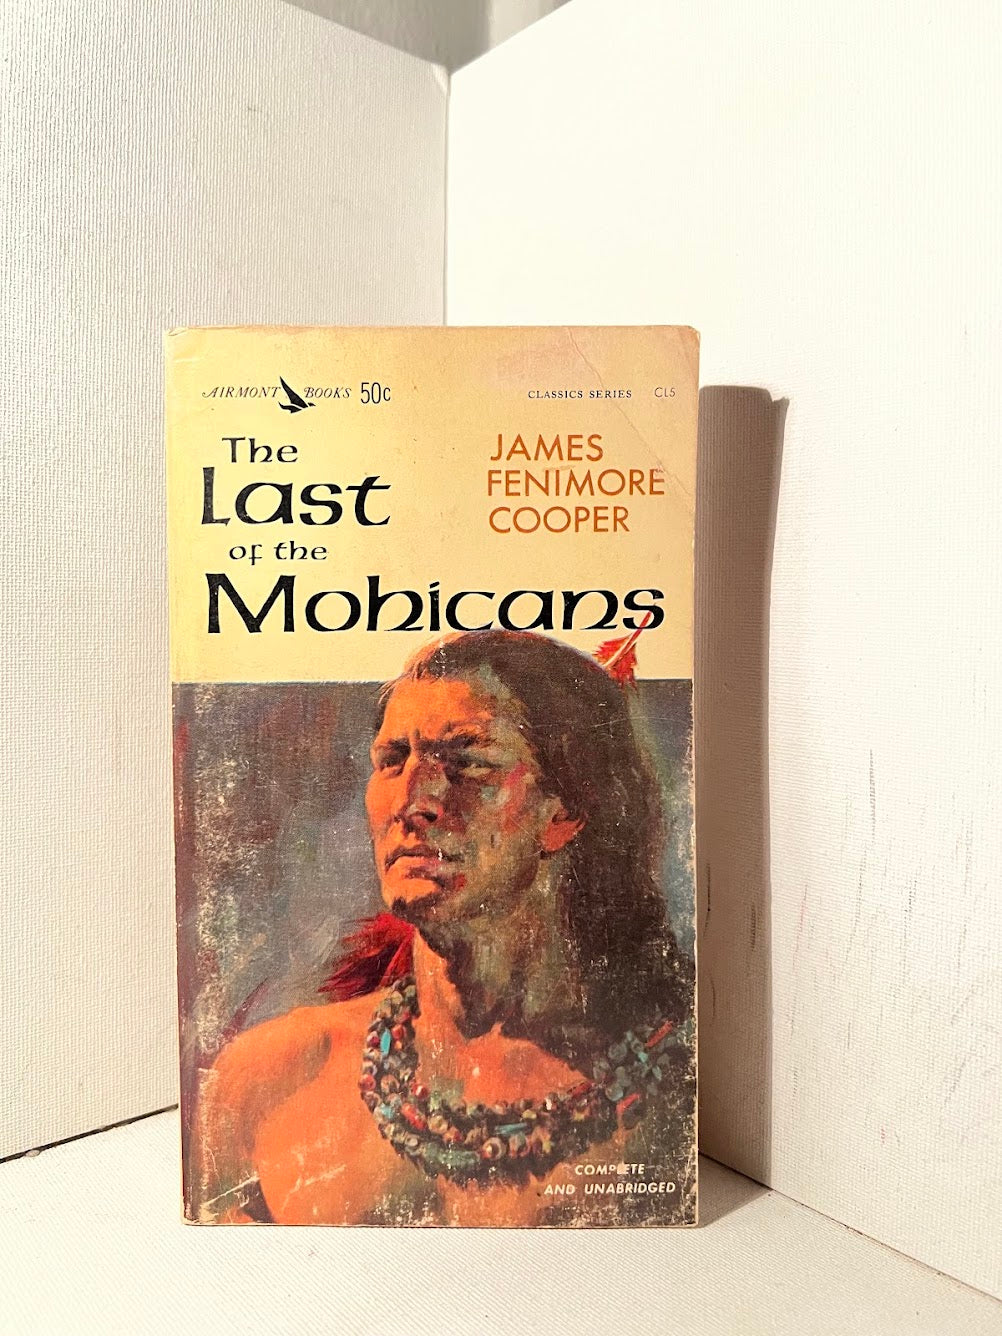 AIRMONT BOOKS 50c
CLASSICS SERIES CL5
The
Last
of the
Mohicans
JAMES
FENIMORE
COOPER
COMPLETE
AND UNABRIDGED